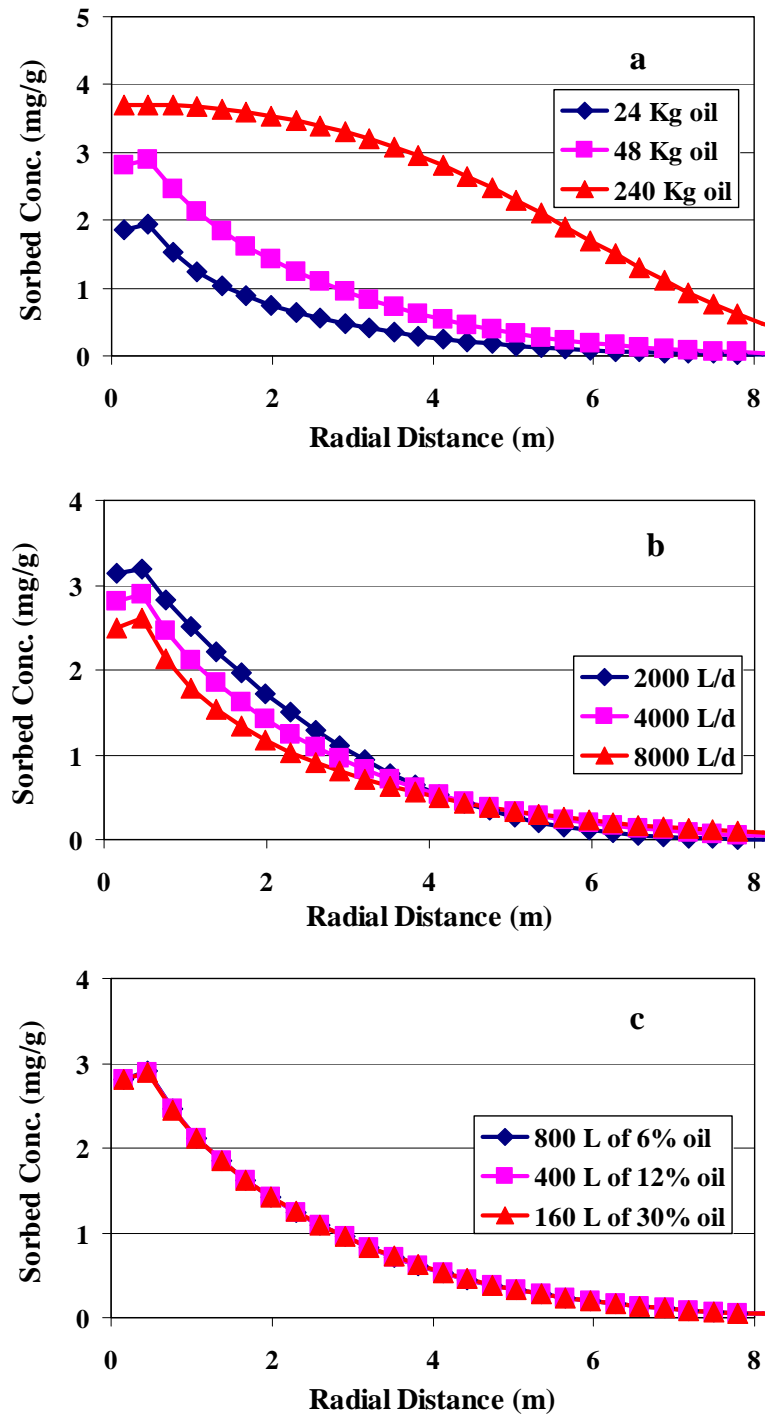 a
5
4
3
2
1
0
Sorbed Conc. (mg/g)
24 Kg oil
48 Kg oil
240 Kg oil
0 2 4 6 8
Radial Distance (m)
b
4
3
2
1
0
Sorbed Conc. (mg/g)
2000 L/d
4000 L/d
8000 L/d
0 2 4 6 8
Radial Distance (m)
c
4
3
2
1
0
Sorbed Conc. (mg/g)
800 L of 6% oil
400 L of 12% oil
160 L of 30% oil
0 2 4 6 8
Radial Distance (m)